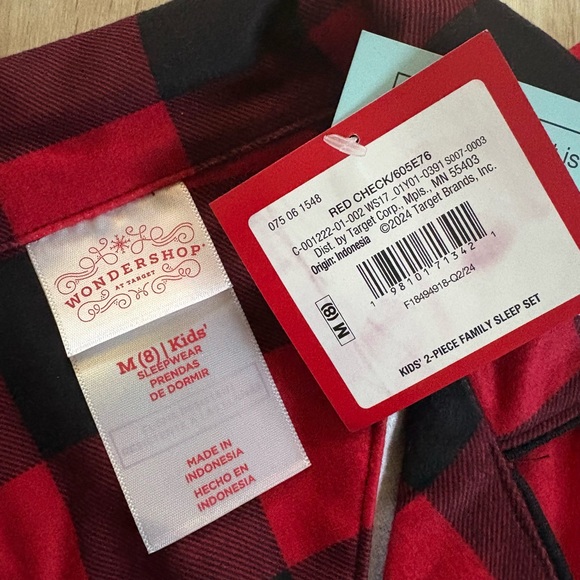 WONDERSHOP
AT TARGET
M(8) | Kids'
SLEEPWEAR
PRENDAS
DE DORMIR
MADE IN
INDONESIA
HECHO EN
INDONESIA
075 06 1548
RED CHECK/605E76
C-001222-01-002 WS17_01Y01-0391 S007-0003
Dist. by Target Corp., Mpls., MN 55403
Origin: Indonesia ©2024 Target Brands, Inc.
1 98101 71342 1
F18494918-Q2/24
M (8)
KIDS' 2-PIECE FAMILY SLEEP SET
is